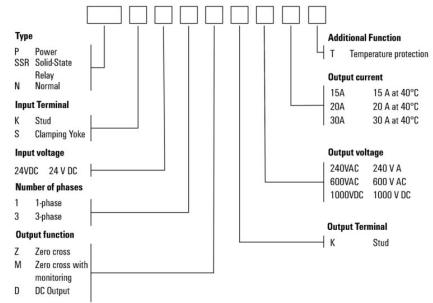 Type
P Power
SSR Solid-State
Relay
N Normal
Input Terminal
K Stud
S Clamping Yoke
Input voltage
24VDC 24 V DC
Number of phases
1 1-phase
3 3-phase
Output function
Z Zero cross
M Zero cross with
monitoring
D DC Output
Additional Function
T Temperature protection
Output current
15A 15 A at 40°C
20A 20 A at 40°C
30A 30 A at 40°C
Output voltage
240VAC 240 V A
600VAC 600 V AC
1000VDC 1000 V DC
Output Terminal
K Stud